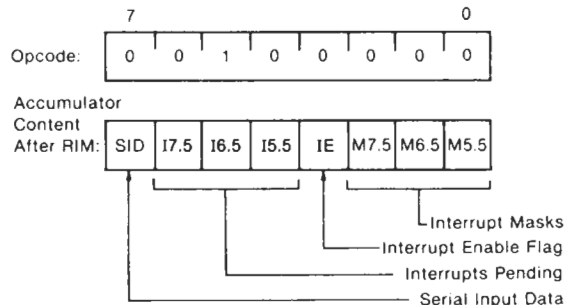 7 0
Opcode: 0 0 1 0 0 0 0 0
Accumulator
Content
After RIM: SID I7.5 I6.5 I5.5 IE M7.5 M6.5 M5.5
Interrupt Masks
Interrupt Enable Flag
Interrupts Pending
Serial Input Data